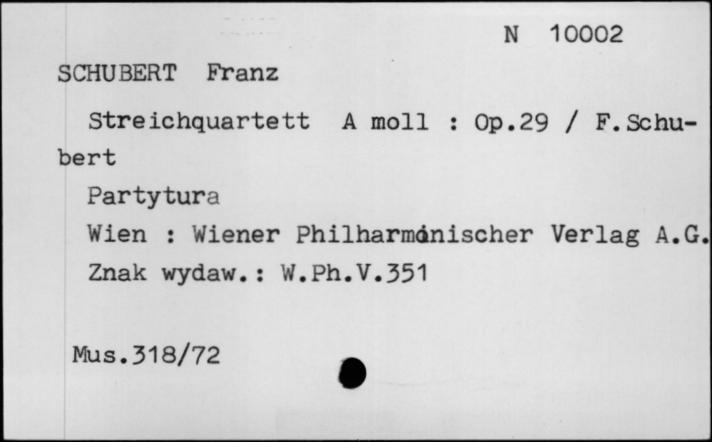 N 10002
SCHUBERT Franz
Streichquartett A moll : Op.29 / F.Schu-
bert
Partytura
Wien : Wiener Philharmonischer Verlag A.G.
Znak wydaw.: W.Ph.V.351
Mus.318/72